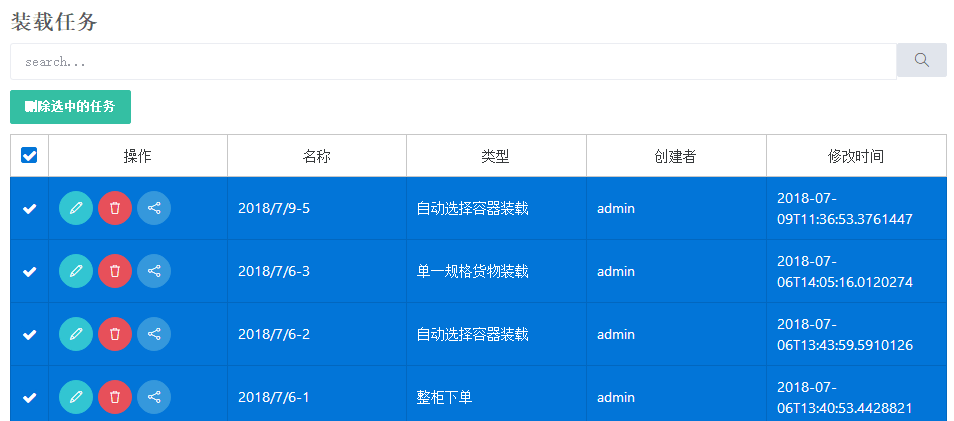 装载任务
search...
删除选中的任务
操作 名称 类型 创建者 修改时间
2018/7/9-5 自动选择容器装载 admin 2018-07-
09T11:36:53.3761447
2018/7/6-3 单一规格货物装载 admin 2018-07-
06T14:05:16.0120274
2018/7/6-2 自动选择容器装载 admin 2018-07-
06T13:43:59.5910126
2018/7/6-1 整柜下单 admin 2018-07-
06T13:40:53.4428821